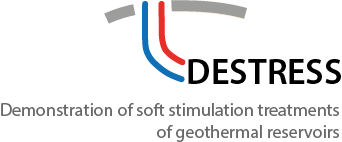 DESTRESS
Demonstration of soft stimulation treatments
of geothermal reservoirs